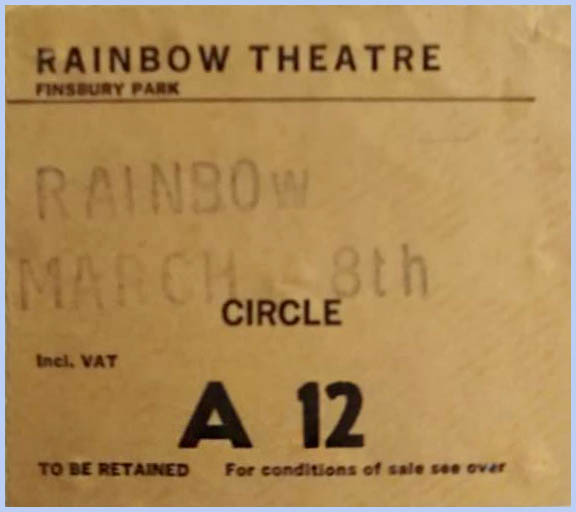 RAINBOW THEATRE
FINSBURY PARK
RAINBOW
MARCH 8th
CIRCLE
Incl. VAT
A 12
TO BE RETAINED For conditions of sale see over